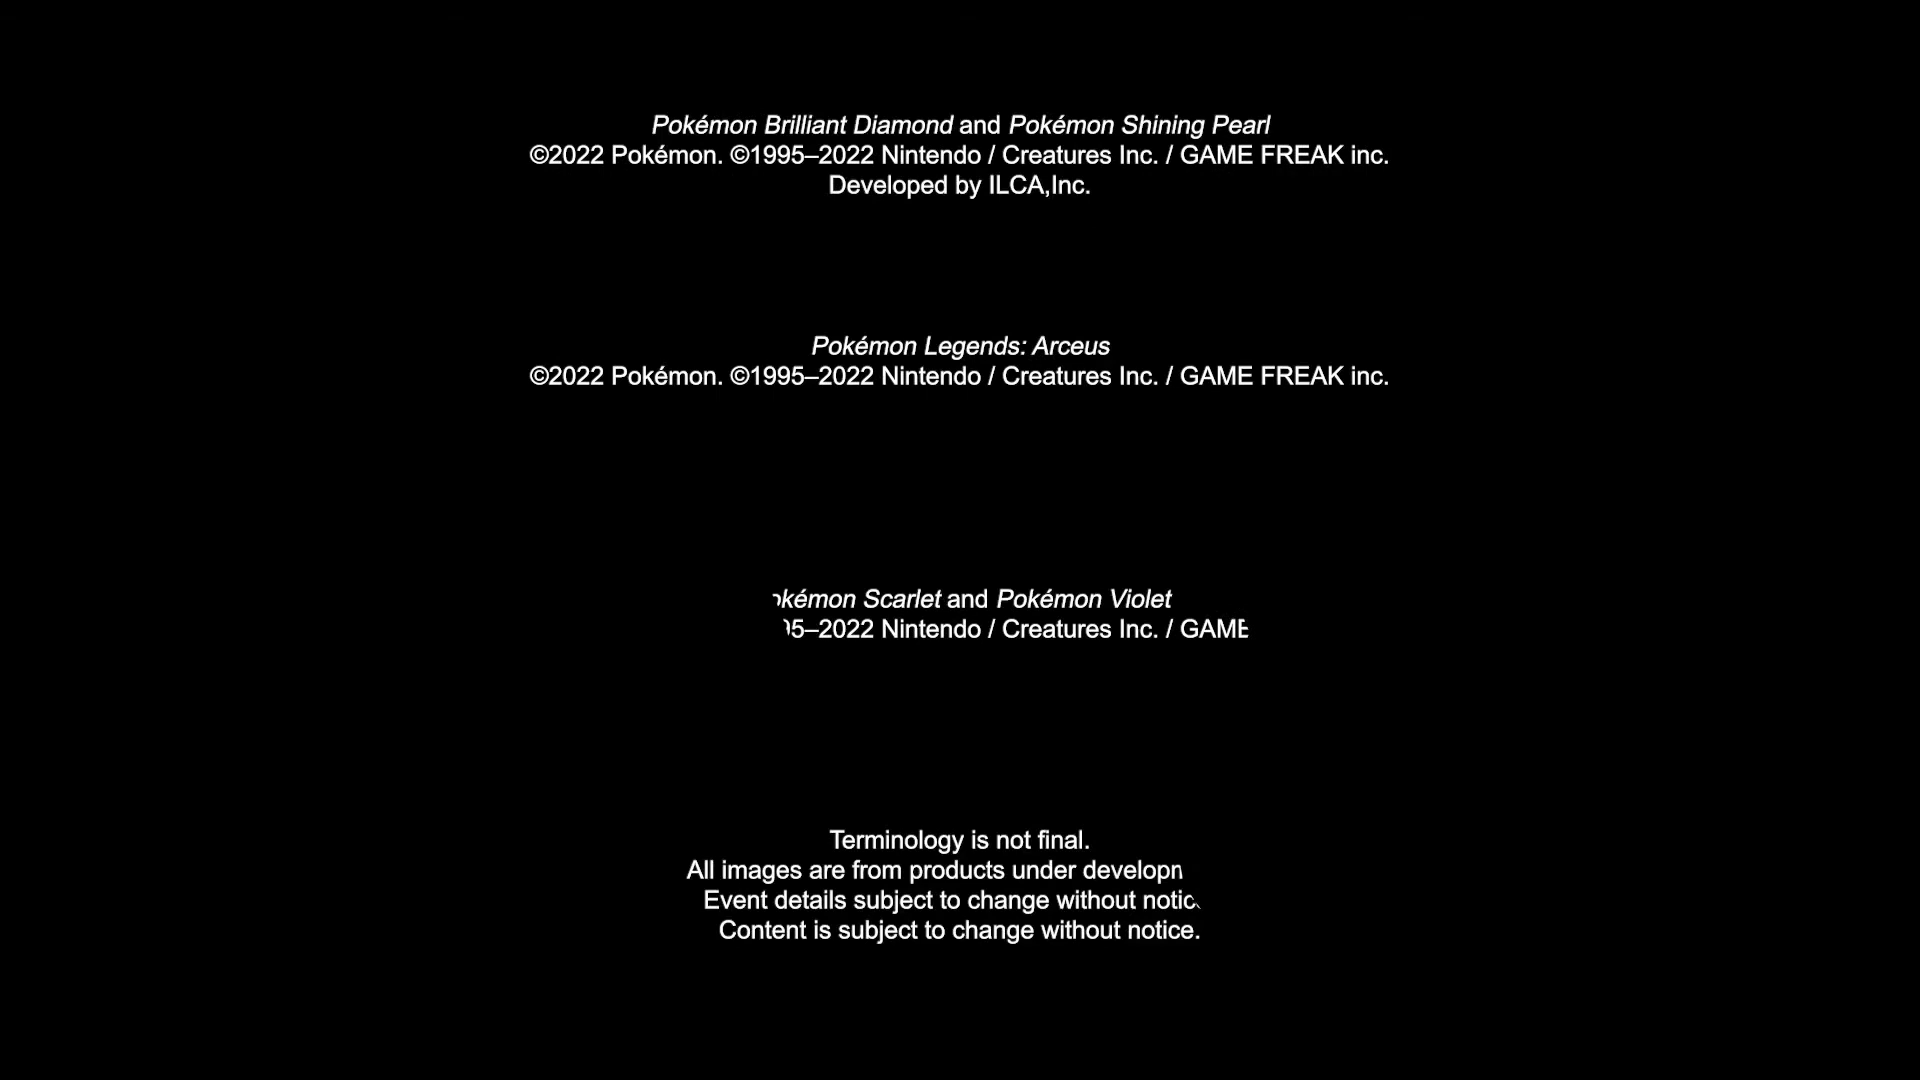 Pokémon Brilliant Diamond and Pokémon Shining Pearl
©2022 Pokémon. ©1995–2022 Nintendo / Creatures Inc. / GAME FREAK inc.
Developed by ILCA,Inc.
Pokémon Legends: Arceus
©2022 Pokémon. ©1995–2022 Nintendo / Creatures Inc. / GAME FREAK inc.
okémon Scarlet and Pokémon Violet
95–2022 Nintendo / Creatures Inc. / GAME
Terminology is not final.
All images are from products under developm
Event details subject to change without notic
Content is subject to change without notice.